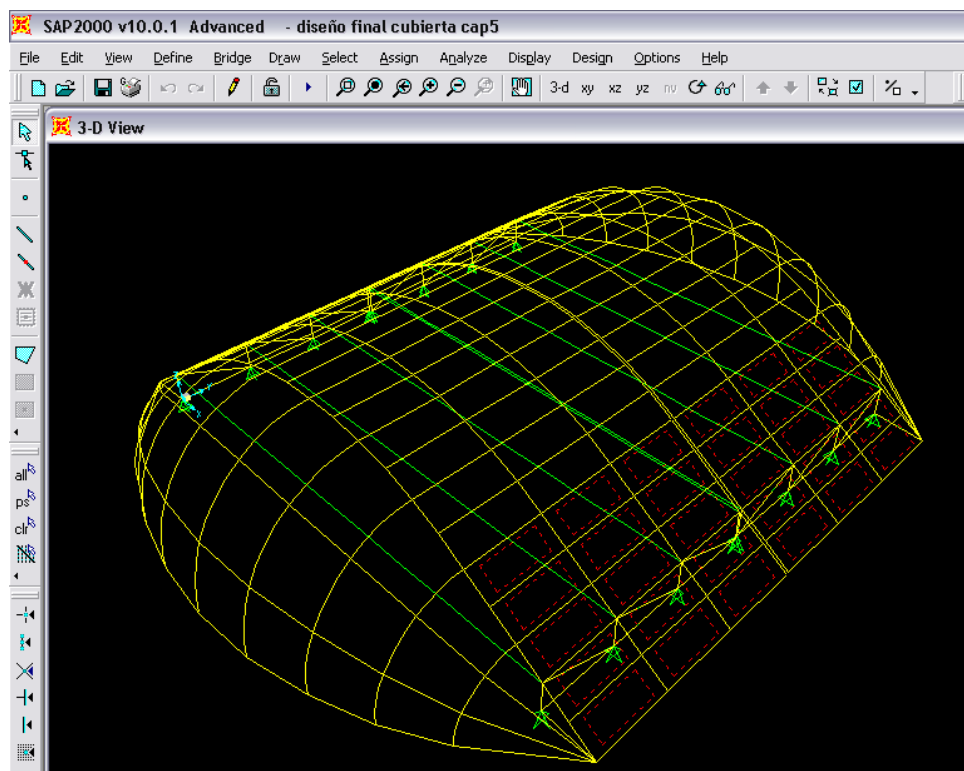 SAP2000 v10.0.1 Advanced - diseño final cubierta cap5
File Edit View Define Bridge Draw Select Assign Analyze Display Design Options Help
3-d xy xz yz nv
3-D View
all
ps
clr